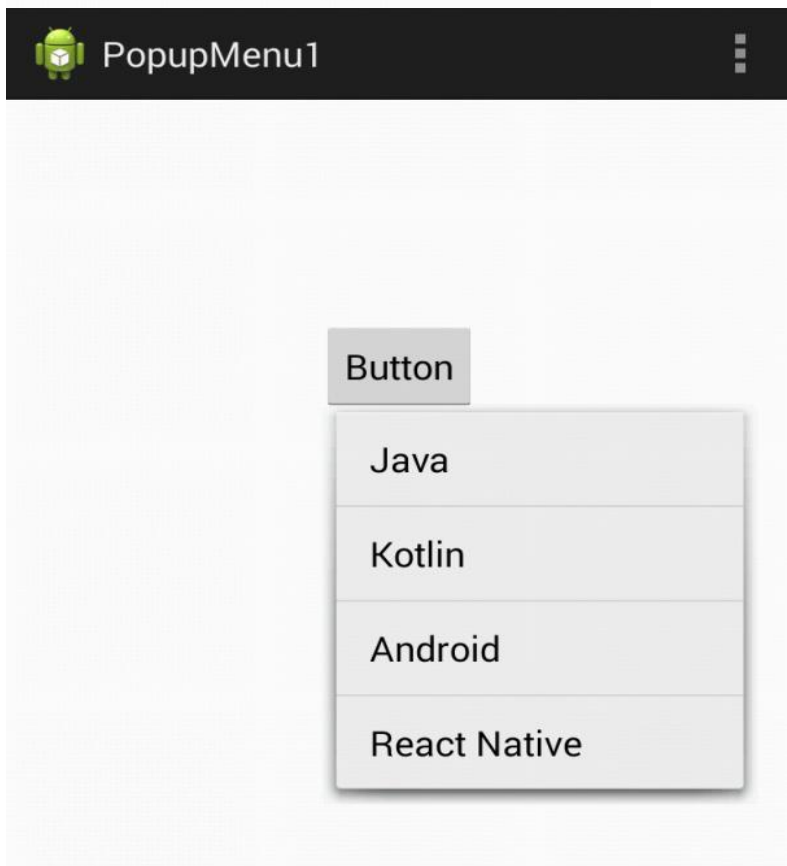 PopupMenu1
Button
Java
Kotlin
Android
React Native